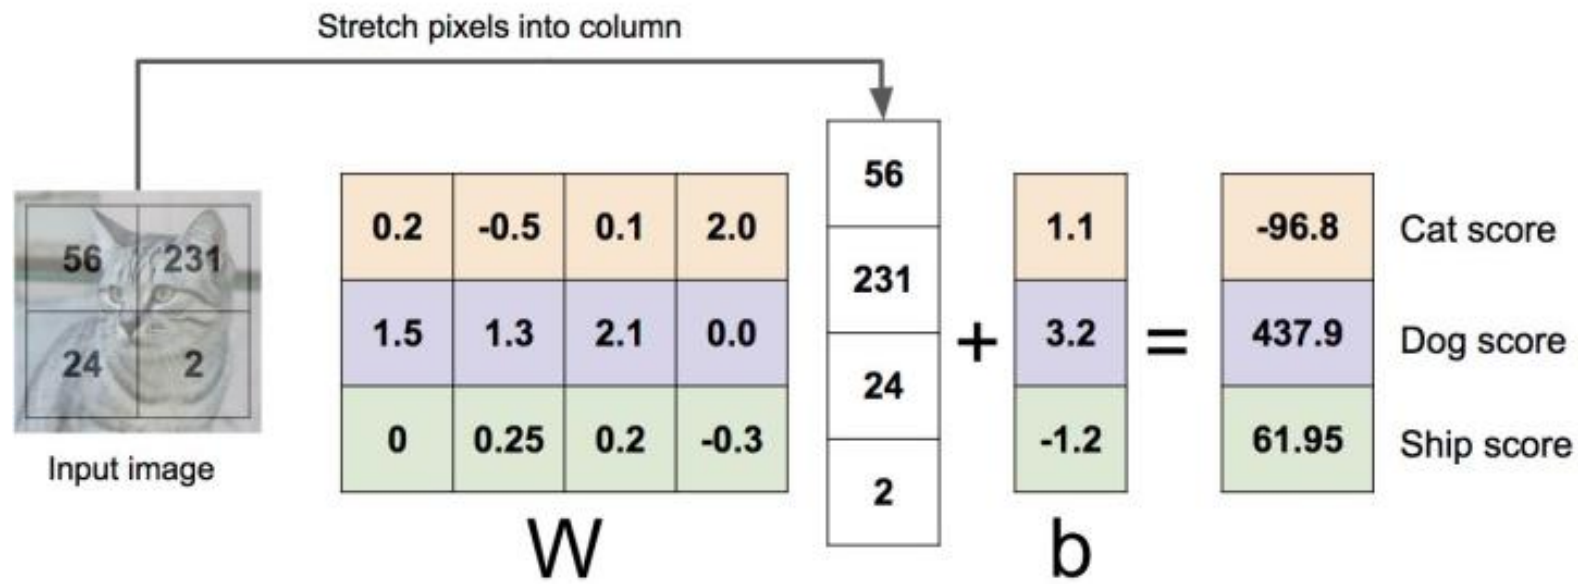 Stretch pixels into column
56 231
24 2
Input image
0.2 -0.5 0.1 2.0
1.5 1.3 2.1 0.0
0 0.25 0.2 -0.3
W
56
231
24
2
+
1.1
3.2
-1.2
b
=
-96.8 Cat score
437.9 Dog score
61.95 Ship score